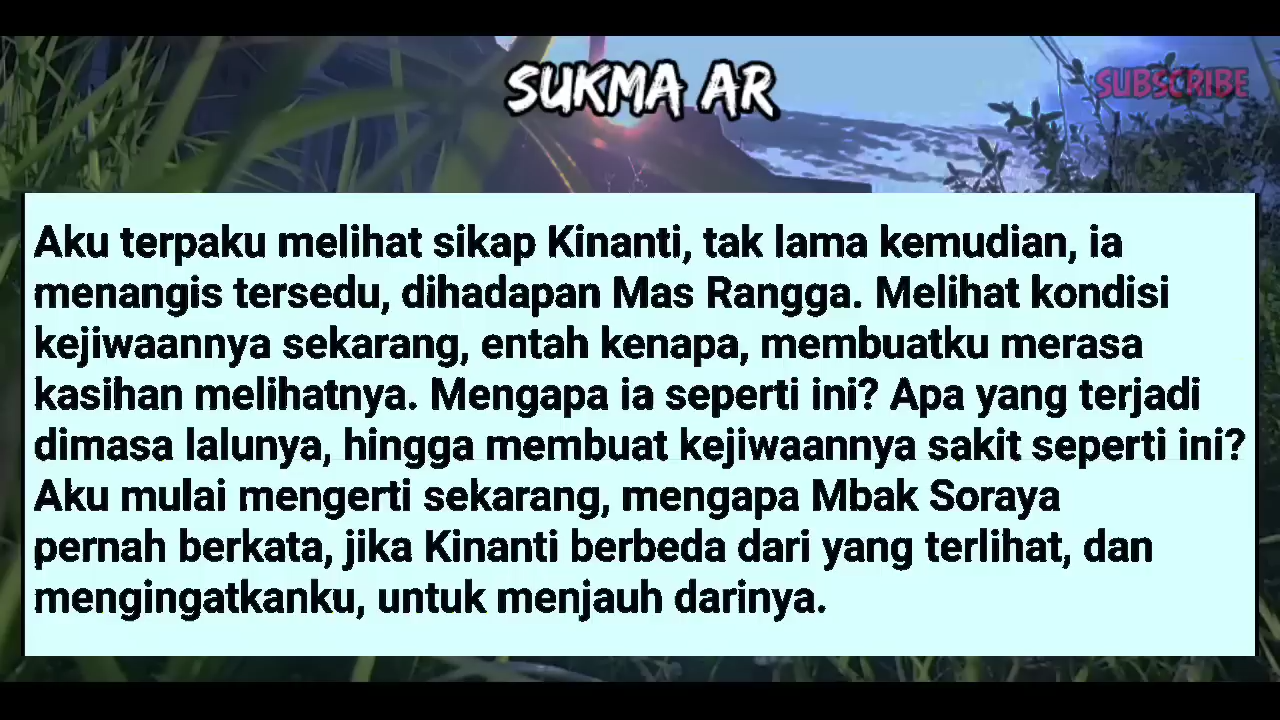 SUKMA AR
SUBSCRIBE
Aku terpaku melihat sikap Kinanti, tak lama kemudian, ia
menangis tersedu, dihadapan Mas Rangga. Melihat kondisi
kejiwaannya sekarang, entah kenapa, membuatku merasa
kasihan melihatnya. Mengapa ia seperti ini? Apa yang terjadi
dimasa lalunya, hingga membuat kejiwaannya sakit seperti ini?
Aku mulai mengerti sekarang, mengapa Mbak Soraya
pernah berkata, jika Kinanti berbeda dari yang terlihat, dan
mengingatkanku, untuk menjauh darinya.